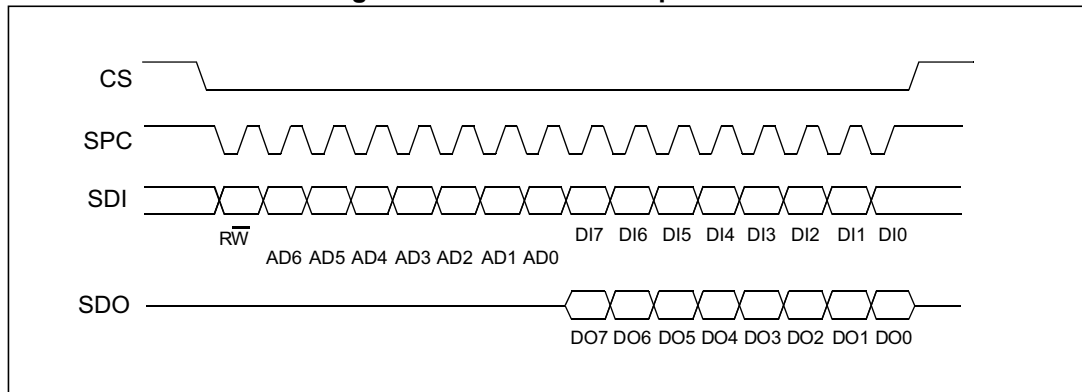 CS
SPC
SDI
RW
DI7 DI6 DI5 DI4 DI3 DI2 DI1 DI0
AD6 AD5 AD4 AD3 AD2 AD1 AD0
SDO
DO7 DO6 DO5 DO4 DO3 DO2 DO1 DO0